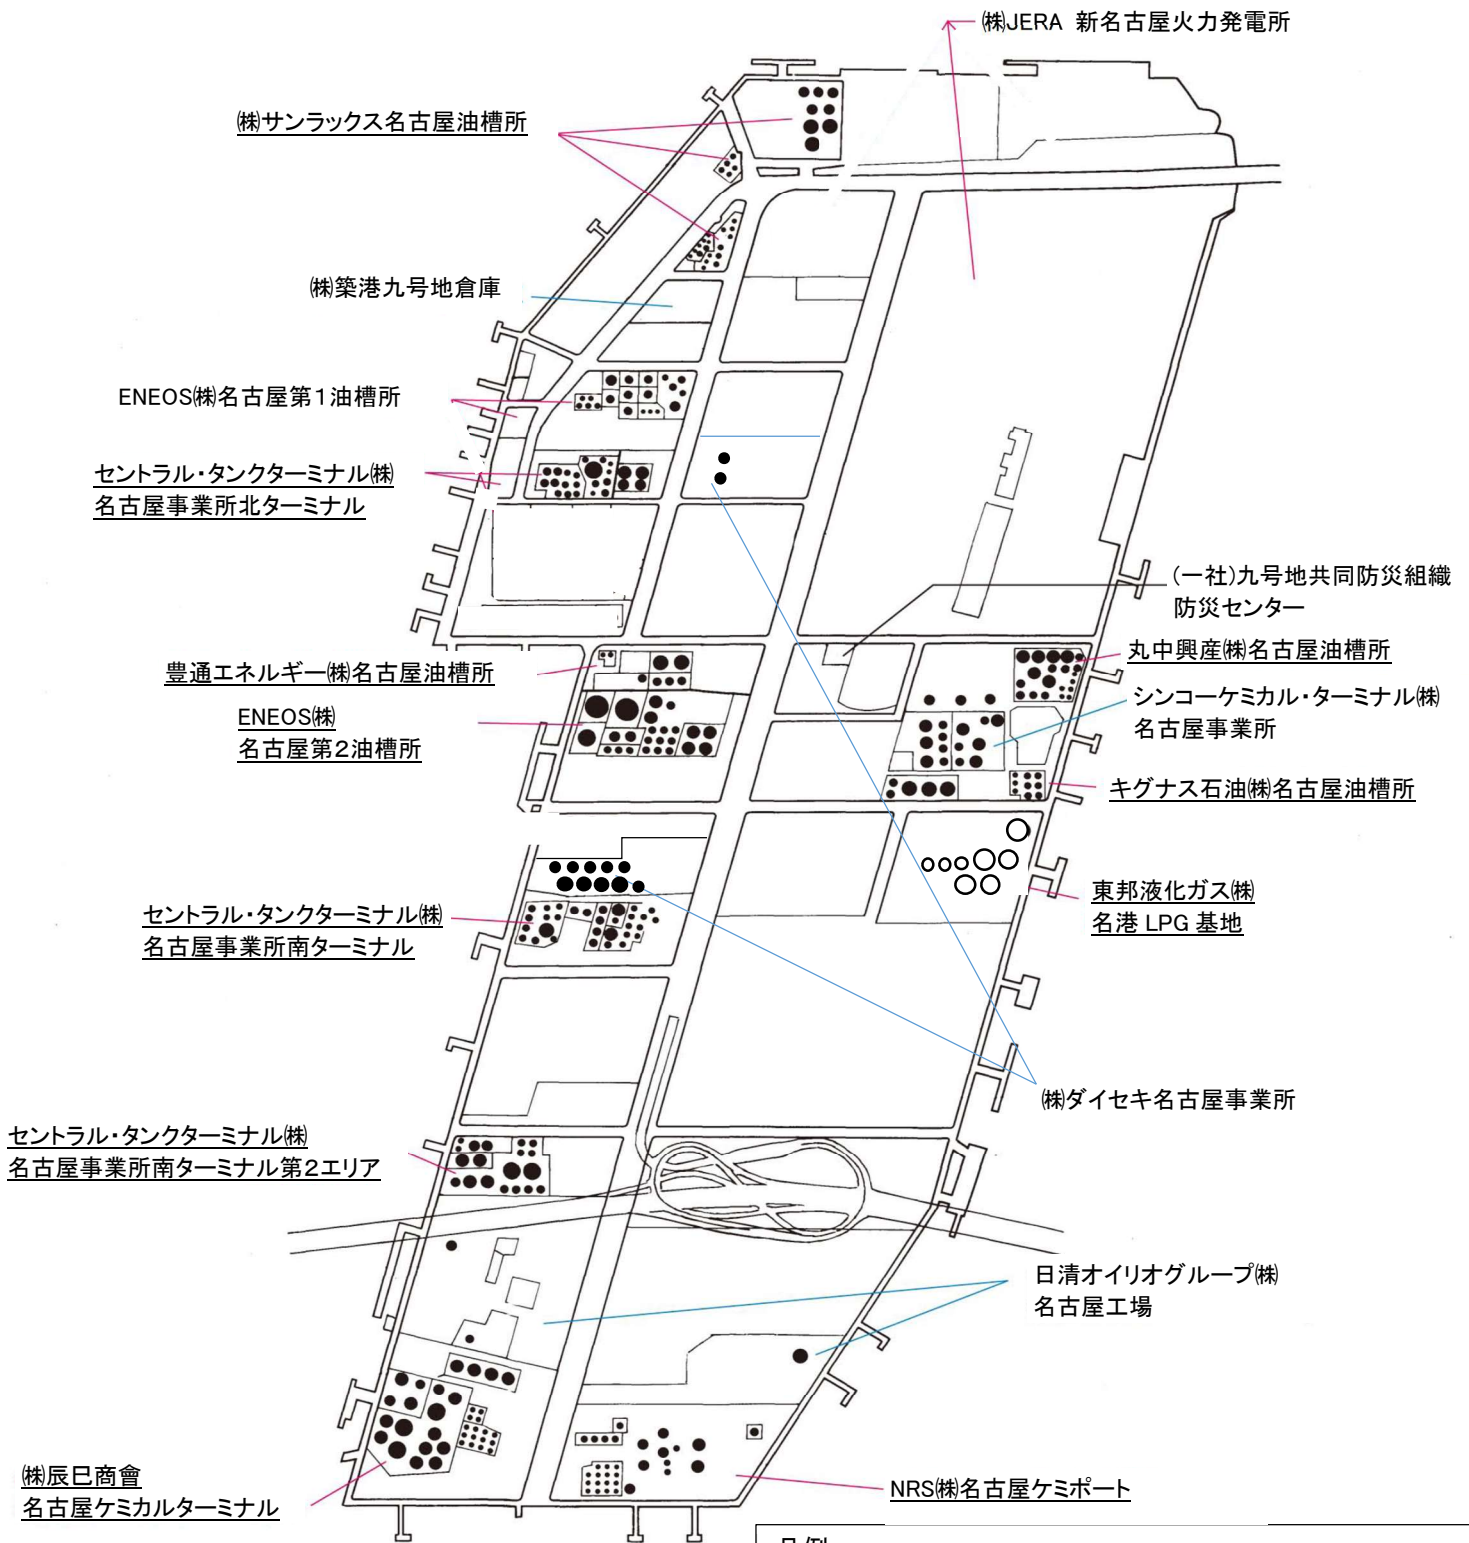 ㈱JERA 新名古屋火力発電所
㈱サンラックス名古屋油槽所
㈱築港九号地倉庫
ENEOS㈱名古屋第1油槽所
セントラル・タンクターミナル㈱
名古屋事業所北ターミナル
(一社)九号地共同防災組織
防災センター
丸中興産㈱名古屋油槽所
豊通エネルギー㈱名古屋油槽所
シンコーケミカル・ターミナル㈱
名古屋事業所
ENEOS㈱
名古屋第2油槽所
キグナス石油㈱名古屋油槽所
東邦液化ガス㈱
名港 LPG 基地
セントラル・タンクターミナル㈱
名古屋事業所南ターミナル
㈱ダイセキ名古屋事業所
セントラル・タンクターミナル㈱
名古屋事業所南ターミナル第2エリア
日清オイリオグループ㈱
名古屋工場
㈱辰巳商會
名古屋ケミカルターミナル
NRS㈱名古屋ケミポート